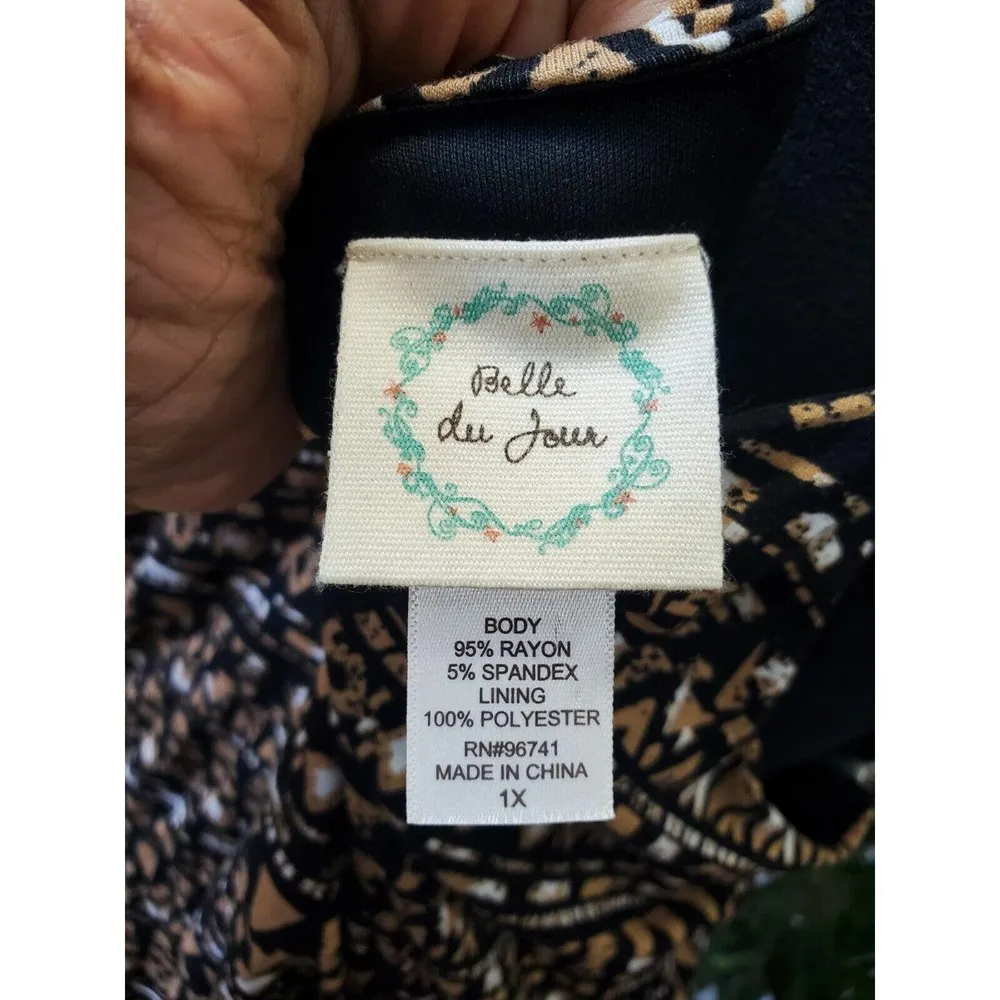 Belle
du Jour
BODY
95% RAYON
5% SPANDEX
LINING
100% POLYESTER
RN#96741
MADE IN CHINA
1X